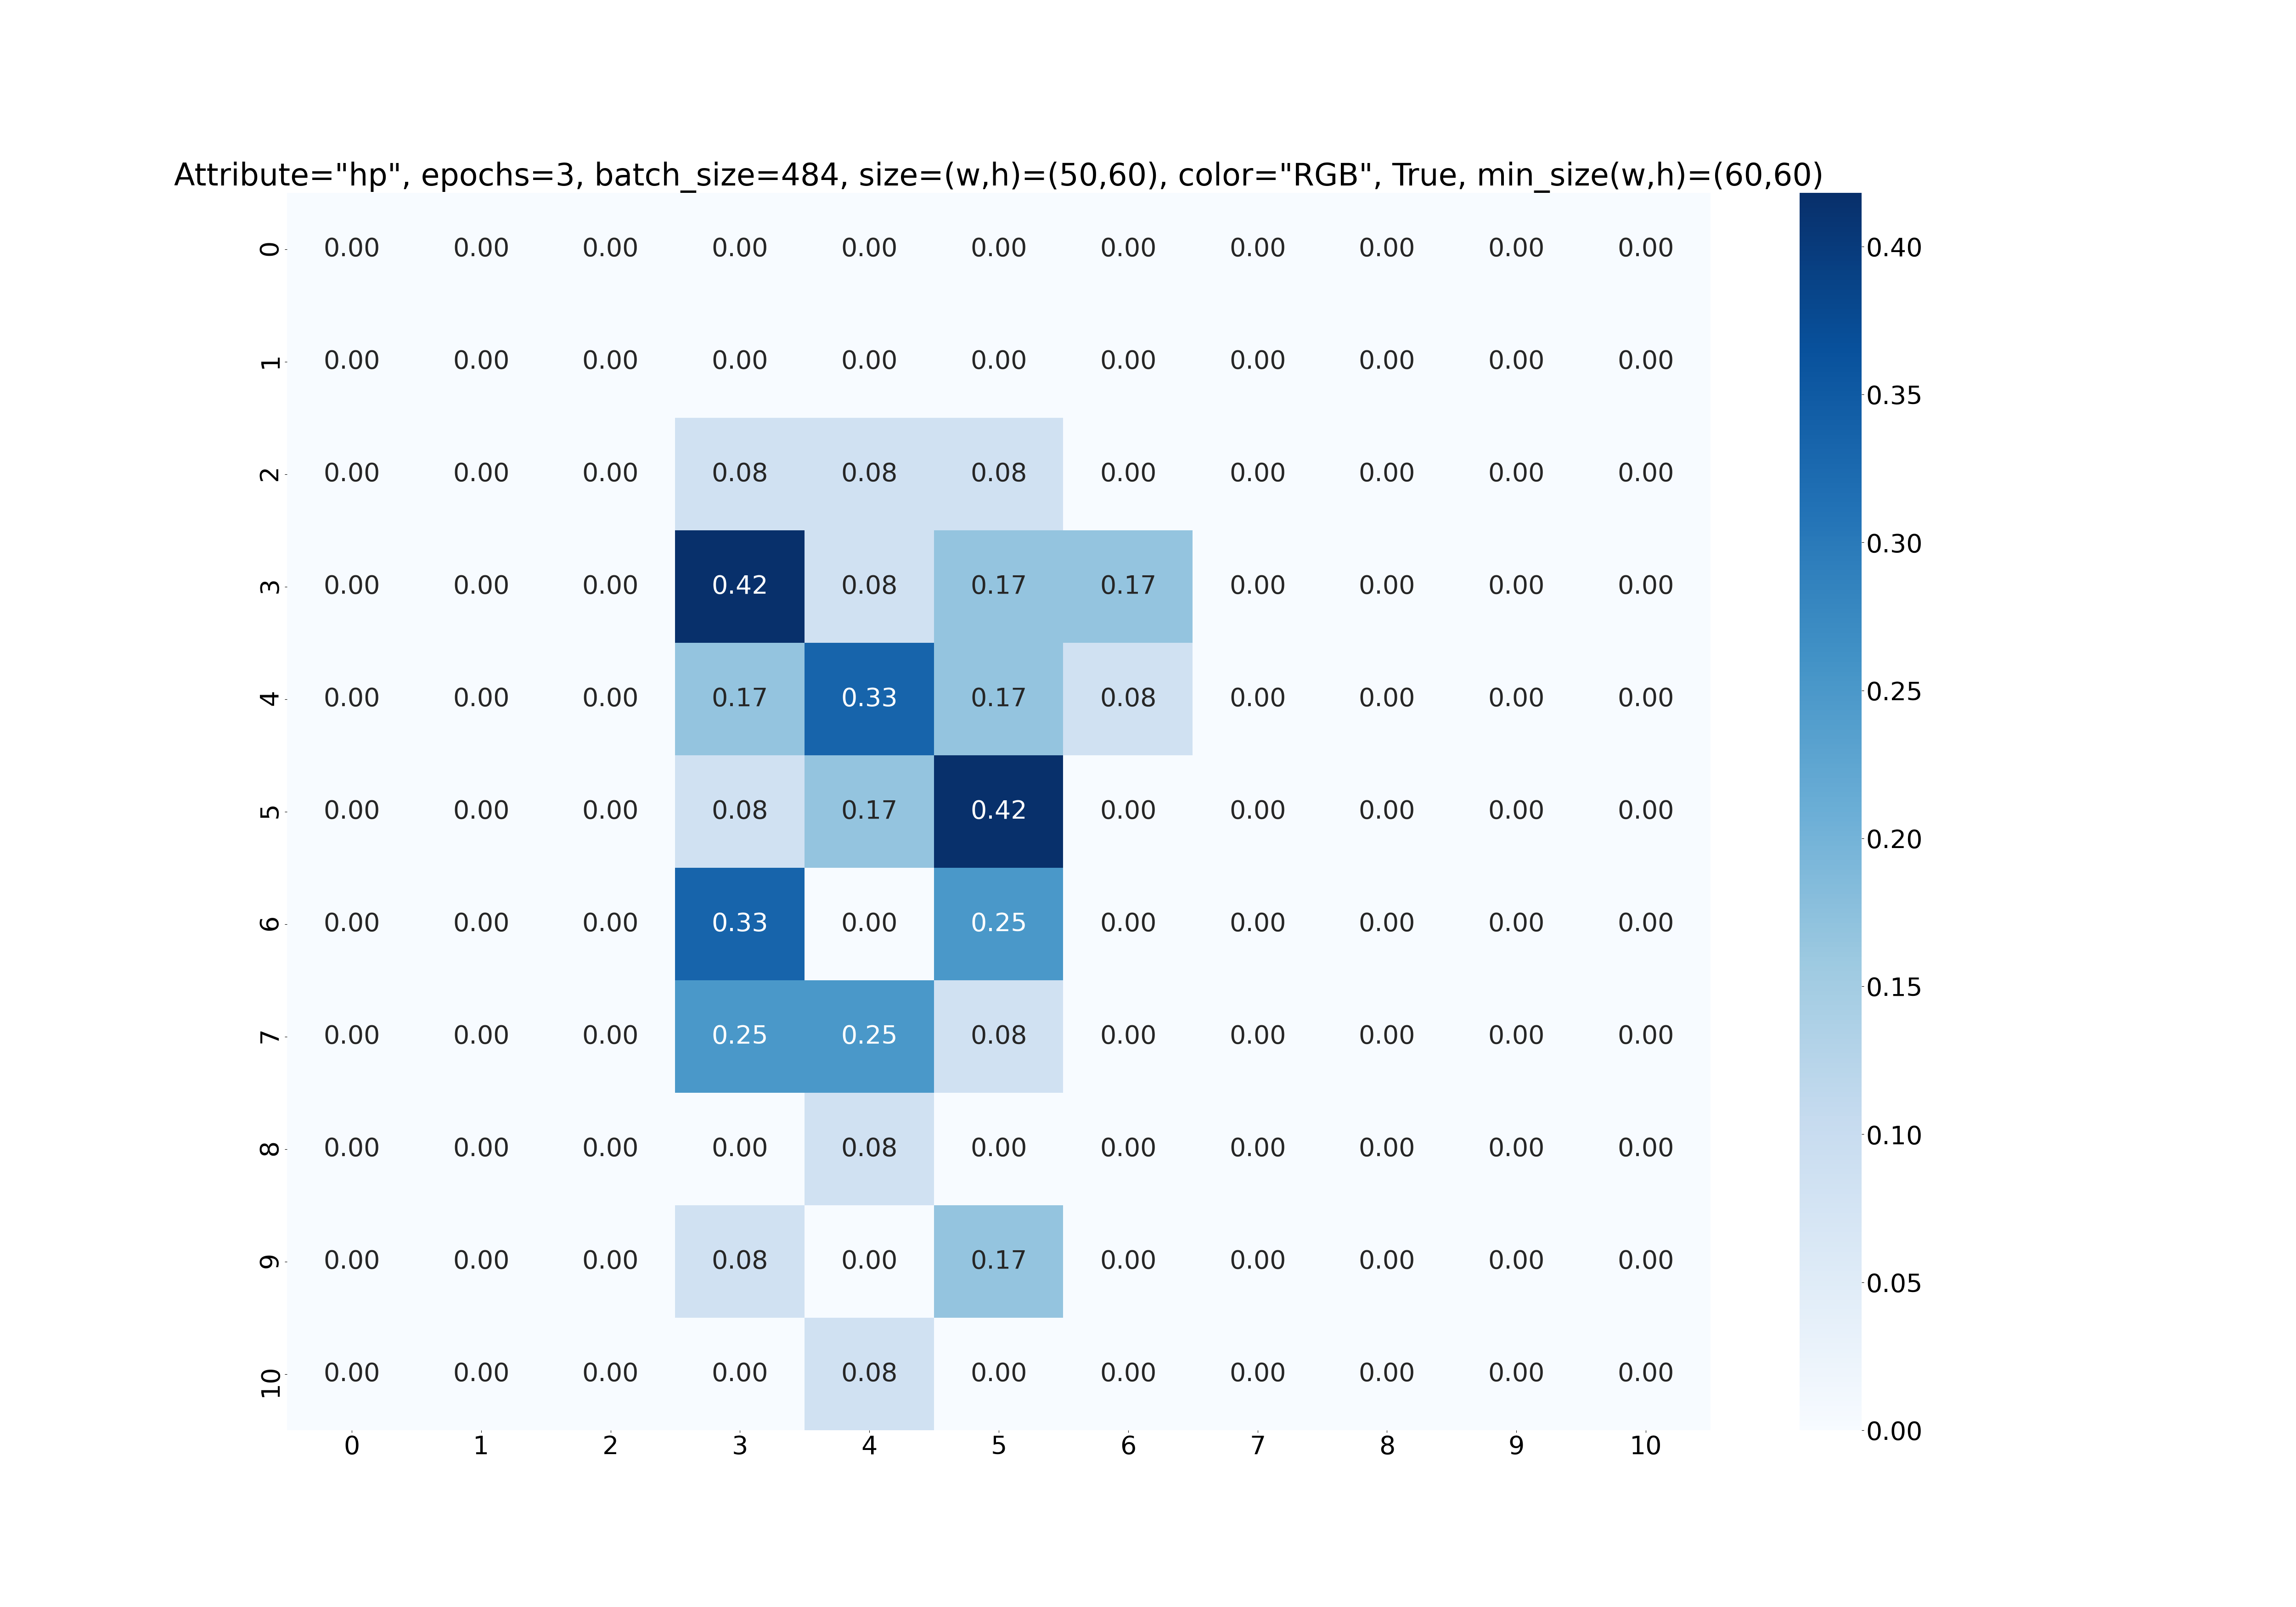 Attribute="hp", epochs=3, batch_size=484, size=(w,h)=(50,60), color="RGB", True, min_size(w,h)=(60,60)
0 0.00 0.00 0.00 0.00 0.00 0.00 0.00 0.00 0.00 0.00 0.00
1 0.00 0.00 0.00 0.00 0.00 0.00 0.00 0.00 0.00 0.00 0.00
2 0.00 0.00 0.00 0.08 0.08 0.08 0.00 0.00 0.00 0.00 0.00
3 0.00 0.00 0.00 0.42 0.08 0.17 0.17 0.00 0.00 0.00 0.00
4 0.00 0.00 0.00 0.17 0.33 0.17 0.08 0.00 0.00 0.00 0.00
5 0.00 0.00 0.00 0.08 0.17 0.42 0.00 0.00 0.00 0.00 0.00
6 0.00 0.00 0.00 0.33 0.00 0.25 0.00 0.00 0.00 0.00 0.00
7 0.00 0.00 0.00 0.25 0.25 0.08 0.00 0.00 0.00 0.00 0.00
8 0.00 0.00 0.00 0.00 0.08 0.00 0.00 0.00 0.00 0.00 0.00
9 0.00 0.00 0.00 0.08 0.00 0.17 0.00 0.00 0.00 0.00 0.00
10 0.00 0.00 0.00 0.00 0.08 0.00 0.00 0.00 0.00 0.00 0.00
0 1 2 3 4 5 6 7 8 9 10
0.40
0.35
0.30
0.25
0.20
0.15
0.10
0.05
0.00